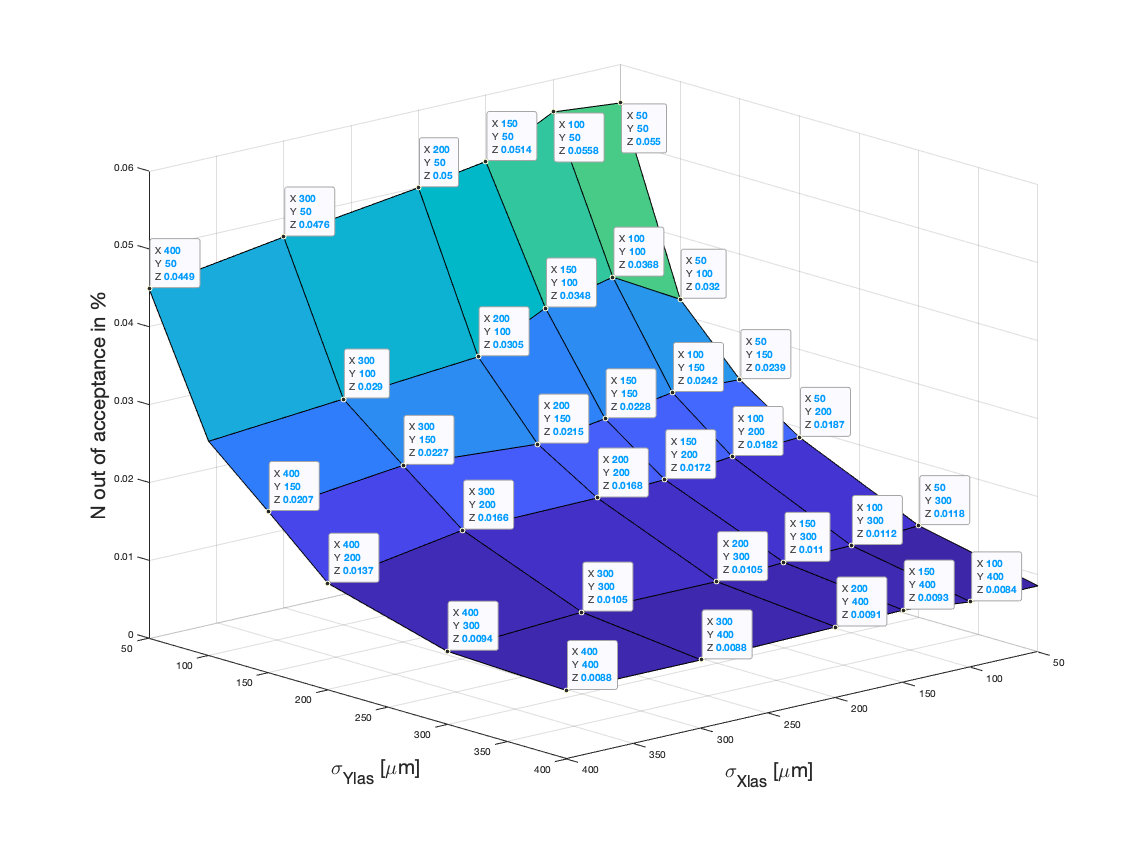 X 50
Y 50
Z 0.055
X 100
Y 50
Z 0.0558
X 150
Y 50
Z 0.0514
X 200
Y 50
Z 0.05
X 300
Y 50
Z 0.0476
X 400
Y 50
Z 0.0449
X 100
Y 100
Z 0.0368
X 50
Y 100
Z 0.032
X 150
Y 100
Z 0.0348
X 200
Y 100
Z 0.0305
X 300
Y 100
Z 0.029
X 50
Y 150
Z 0.0239
X 100
Y 150
Z 0.0242
X 150
Y 150
Z 0.0228
X 200
Y 150
Z 0.0215
X 300
Y 150
Z 0.0227
X 400
Y 150
Z 0.0207
X 50
Y 200
Z 0.0187
X 100
Y 200
Z 0.0182
X 150
Y 200
Z 0.0172
X 200
Y 200
Z 0.0168
X 300
Y 200
Z 0.0166
X 400
Y 200
Z 0.0137
X 50
Y 300
Z 0.0118
X 100
Y 300
Z 0.0112
X 150
Y 300
Z 0.011
X 200
Y 300
Z 0.0105
X 300
Y 300
Z 0.0105
X 400
Y 300
Z 0.0094
X 100
Y 400
Z 0.0084
X 150
Y 400
Z 0.0093
X 200
Y 400
Z 0.0091
X 300
Y 400
Z 0.0088
X 400
Y 400
Z 0.0088
0.06
0.05
0.04
0.03
0.02
0.01
0
N out of acceptance in %
50
100
150
200
250
300
350
400
σYlas [μm]
400
350
300
250
200
150
100
50
σXlas [μm]